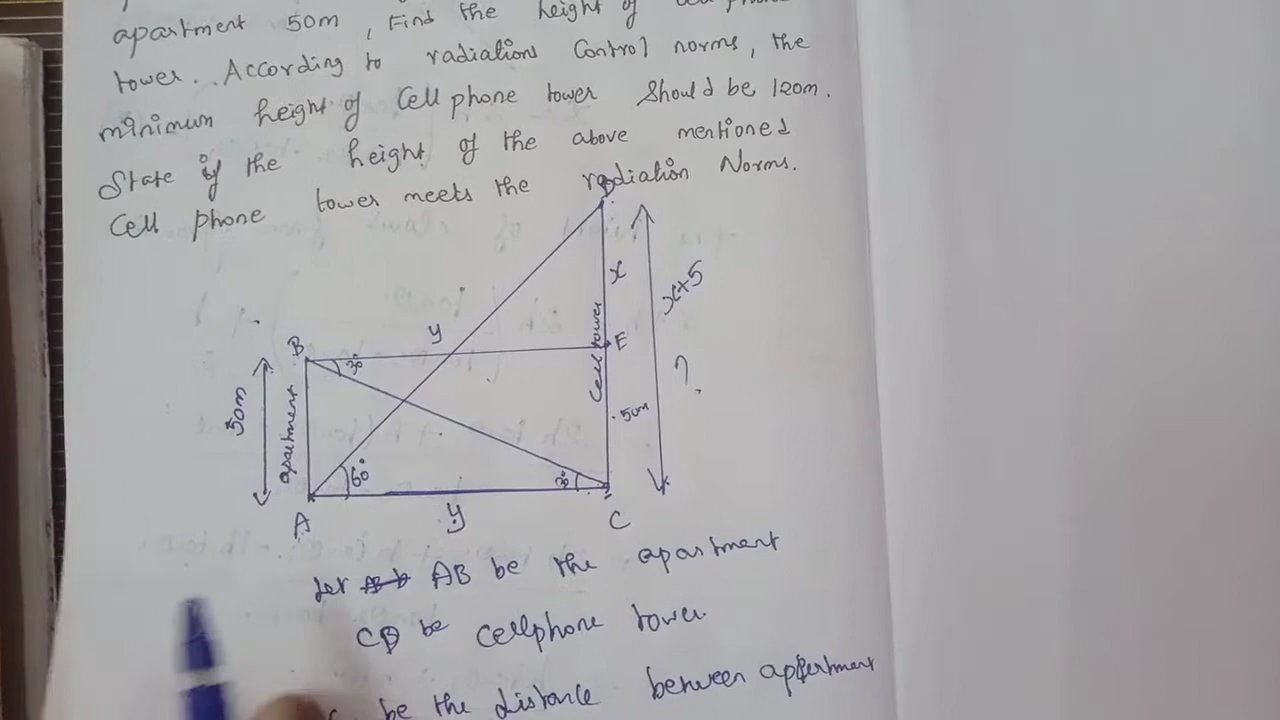 apartment 50m, Find the height of
tower. According to radiations Control norms, the
minimum height of Cell phone tower Should be 120m.
State if the height of the above mentioned
Cell phone tower meets the radiation Norms.
D
x
x+5
y
B
30°
E
Cell tower
?
50m
apartment
50m
60°
30°
A
y
C
Let AB be the apartment
CD be cellphone tower
be the distance between appartment